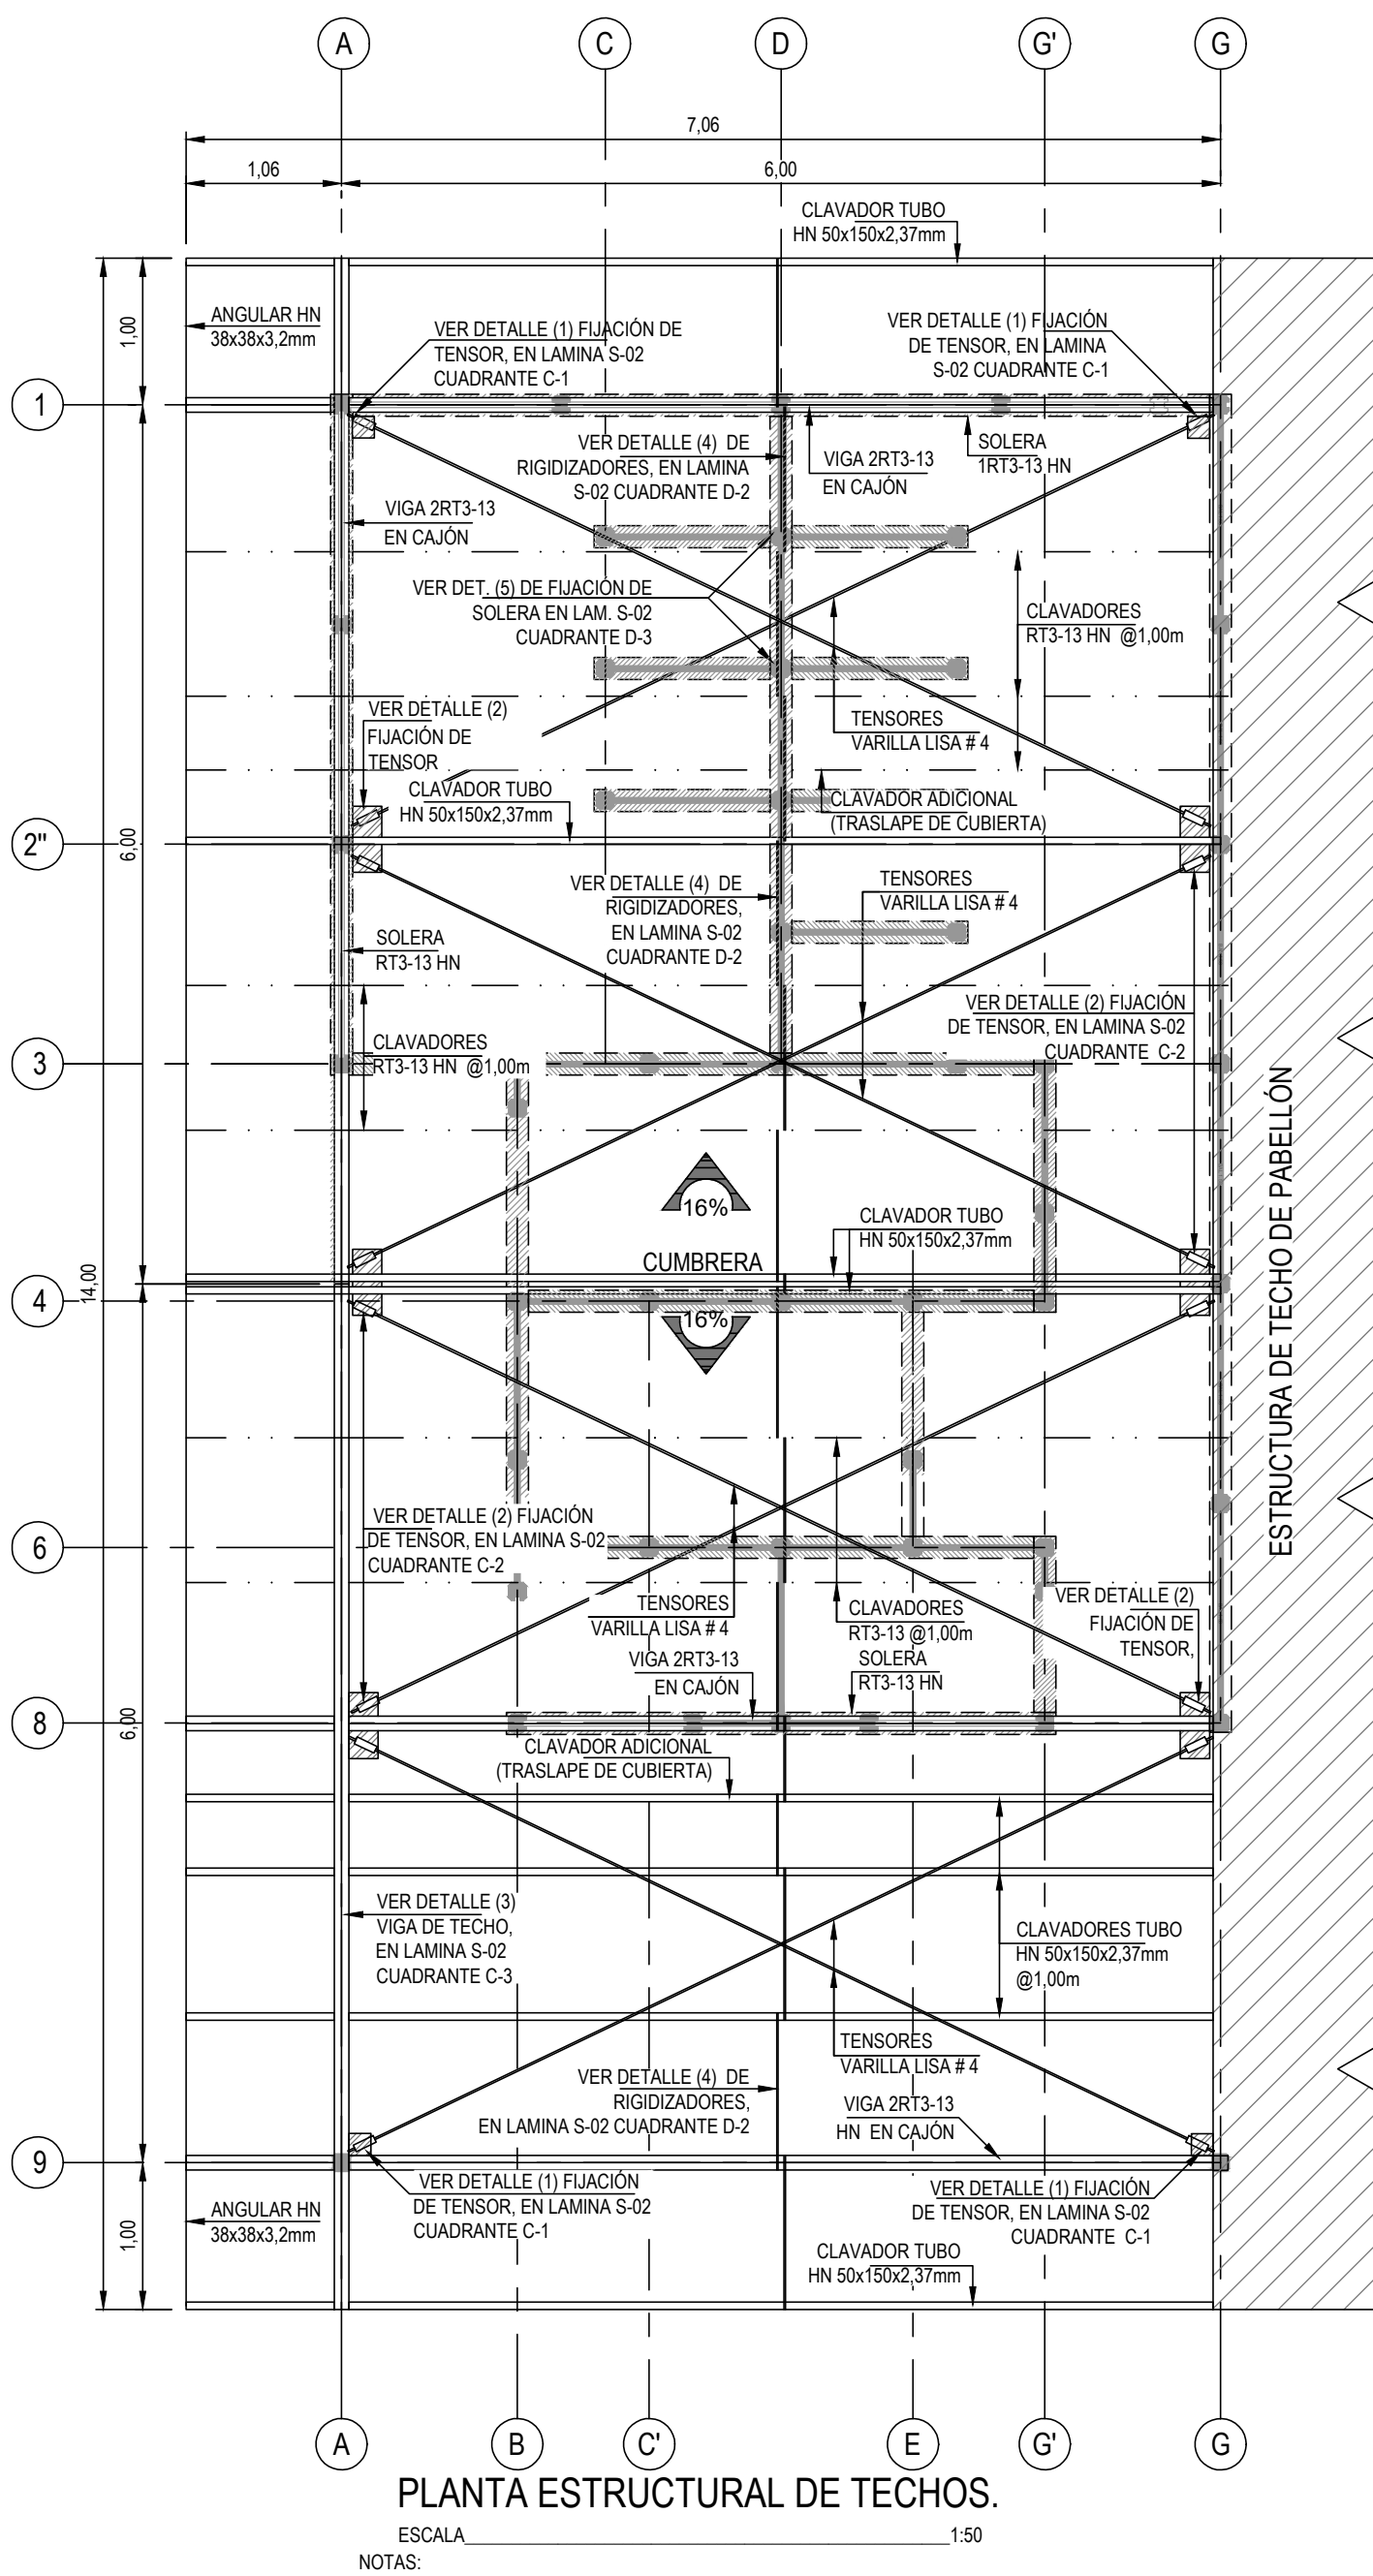 A
C
D
G'
G
7,06
1,06
6,00
CLAVADOR TUBO
HN 50x150x2,37mm
ANGULAR HN
38x38x3,2mm
1,00
VER DETALLE (1) FIJACIÓN DE
TENSOR, EN LAMINA S-02
CUADRANTE C-1
VER DETALLE (1) FIJACIÓN
DE TENSOR, EN LAMINA
S-02 CUADRANTE C-1
1
VER DETALLE (4) DE
RIGIDIZADORES, EN LAMINA
S-02 CUADRANTE D-2
VIGA 2RT3-13
EN CAJÓN
SOLERA
1RT3-13 HN
VIGA 2RT3-13
EN CAJÓN
VER DET. (5) DE FIJACIÓN DE
SOLERA EN LAM. S-02
CUADRANTE D-3
CLAVADORES
RT3-13 HN @1,00m
VER DETALLE (2)
FIJACIÓN DE
TENSOR
TENSORES
VARILLA LISA # 4
CLAVADOR TUBO
HN 50x150x2,37mm
CLAVADOR ADICIONAL
(TRASLAPE DE CUBIERTA)
2"
6,00
VER DETALLE (4) DE
RIGIDIZADORES,
EN LAMINA S-02
CUADRANTE D-2
TENSORES
VARILLA LISA # 4
SOLERA
RT3-13 HN
VER DETALLE (2) FIJACIÓN
DE TENSOR, EN LAMINA S-02
CUADRANTE C-2
CLAVADORES
RT3-13 HN @1,00m
3
ESTRUCTURA DE TECHO DE PABELLÓN
16%
CLAVADOR TUBO
HN 50x150x2,37mm
CUMBRERA
14,00
4
16%
VER DETALLE (2) FIJACIÓN
DE TENSOR, EN LAMINA S-02
CUADRANTE C-2
6
TENSORES
VARILLA LISA # 4
CLAVADORES
RT3-13 @1,00m
VER DETALLE (2)
FIJACIÓN DE
TENSOR,
VIGA 2RT3-13
EN CAJÓN
SOLERA
RT3-13 HN
8
6,00
CLAVADOR ADICIONAL
(TRASLAPE DE CUBIERTA)
VER DETALLE (3)
VIGA DE TECHO,
EN LAMINA S-02
CUADRANTE C-3
CLAVADORES TUBO
HN 50x150x2,37mm
@1,00m
TENSORES
VARILLA LISA # 4
VER DETALLE (4) DE
RIGIDIZADORES,
EN LAMINA S-02 CUADRANTE D-2
VIGA 2RT3-13
HN EN CAJÓN
9
VER DETALLE (1) FIJACIÓN
DE TENSOR, EN LAMINA S-02
CUADRANTE C-1
VER DETALLE (1) FIJACIÓN
DE TENSOR, EN LAMINA S-02
CUADRANTE C-1
ANGULAR HN
38x38x3,2mm
1,00
CLAVADOR TUBO
HN 50x150x2,37mm
A
B
C'
E
G'
G
PLANTA ESTRUCTURAL DE TECHOS.
ESCALA 1:50
NOTAS: